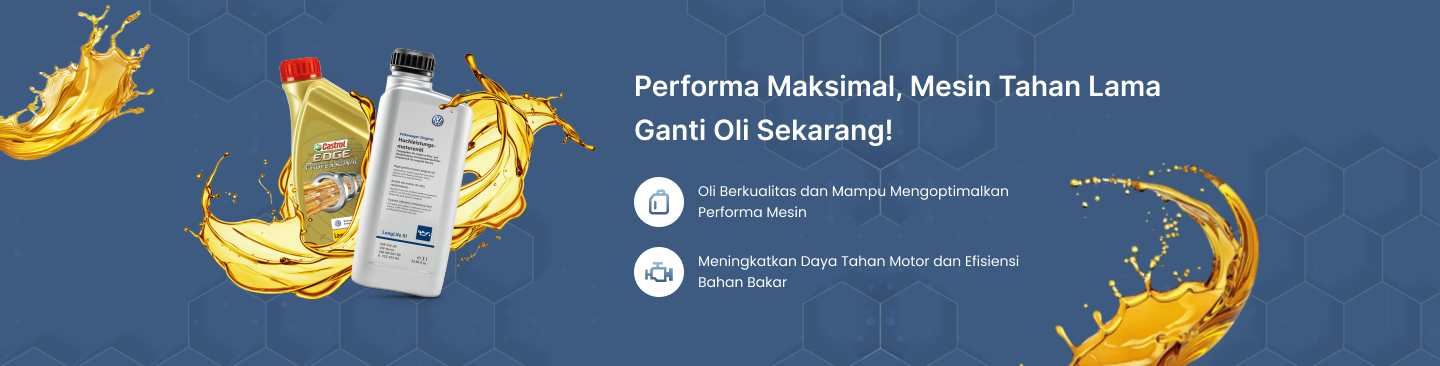 Performa Maksimal, Mesin Tahan Lama
Ganti Oli Sekarang!
Oli Berkualitas dan Mampu Mengoptimalkan
Performa Mesin
Meningkatkan Daya Tahan Motor dan Efisiensi
Bahan Bakar
Castrol
EDGE
PROFESSIONAL
Volkswagen Original
Hochleistungs-
motorenöl
LongLife III